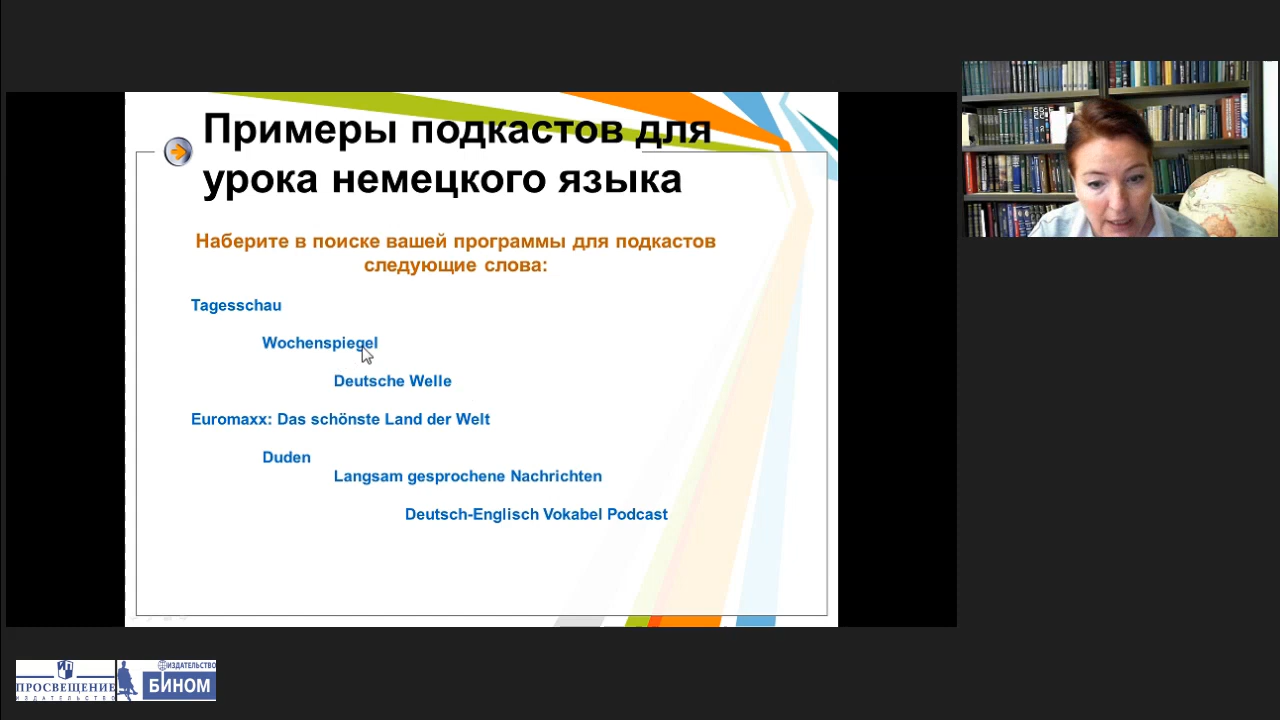 Примеры подкастов для
урока немецкого языка
Наберите в поиске вашей программы для подкастов
следующие слова:
Tagesschau
Wochenspiegel
Deutsche Welle
Euromaxx: Das schönste Land der Welt
Duden
Langsam gesprochene Nachrichten
Deutsch-Englisch Vokabel Podcast
ПРОСВЕЩЕНИЕ
ИЗДАТЕЛЬСТВО
ИЗДАТЕЛЬСТВО
БИНОМ